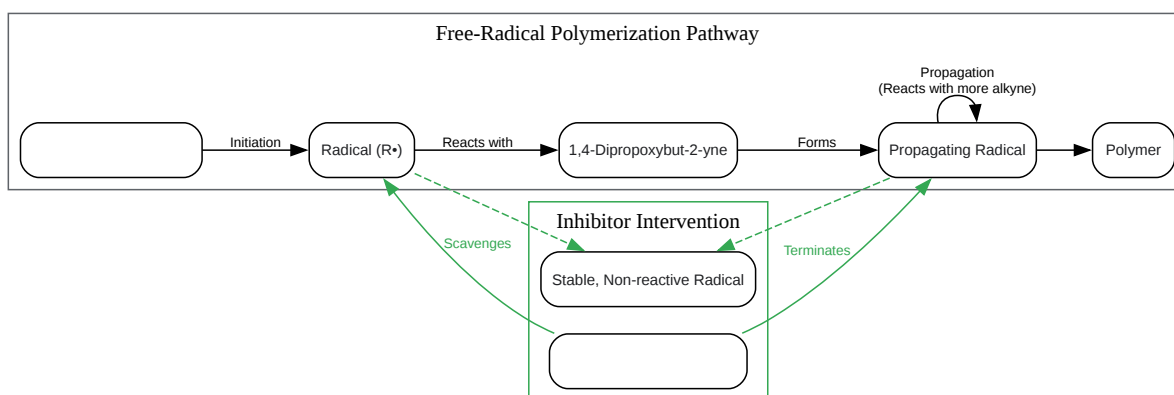 Free-Radical Polymerization Pathway
Propagation
(Reacts with more alkyne)
Initiation
Radical (R•)
Reacts with
1,4-Dipropoxybut-2-yne
Forms
Propagating Radical
Polymer
Inhibitor Intervention
Scavenges
Terminates
Stable, Non-reactive Radical